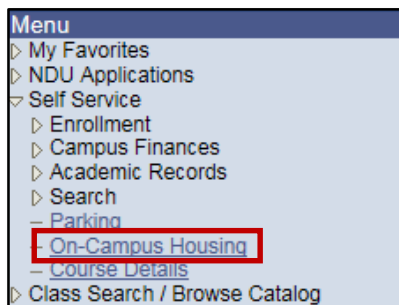 Menu
My Favorites
NDU Applications
Self Service
Enrollment
Campus Finances
Academic Records
Search
Parking
On-Campus Housing
Course Details
Class Search / Browse Catalog